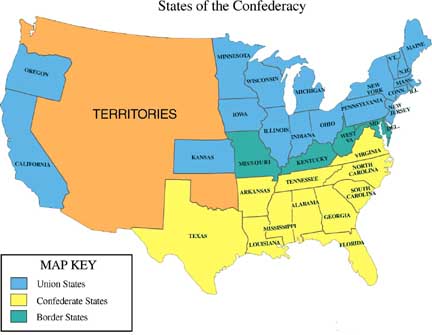 States of the Confederacy
MAINE
MINNESOTA
V.T.
N.H.
OREGON
WISCONSIN
MICHIGAN
NEW
YORK
MASS.
CONN.
R.I.
TERRITORIES
IOWA
PENNSYLVANIA
NEW
JERSEY
ILLINOIS
INDIANA
OHIO
MD.
DEL.
WEST
VA.
CALIFORNIA
KANSAS
MISSOURI
KENTUCKY
VIRGINIA
NORTH
CAROLINA
TENNESSEE
ARKANSAS
SOUTH
CAROLINA
TEXAS
MISSISSIPPI
ALABAMA
GEORGIA
LOUISIANA
FLORIDA
MAP KEY
Union States
Confederate States
Border States